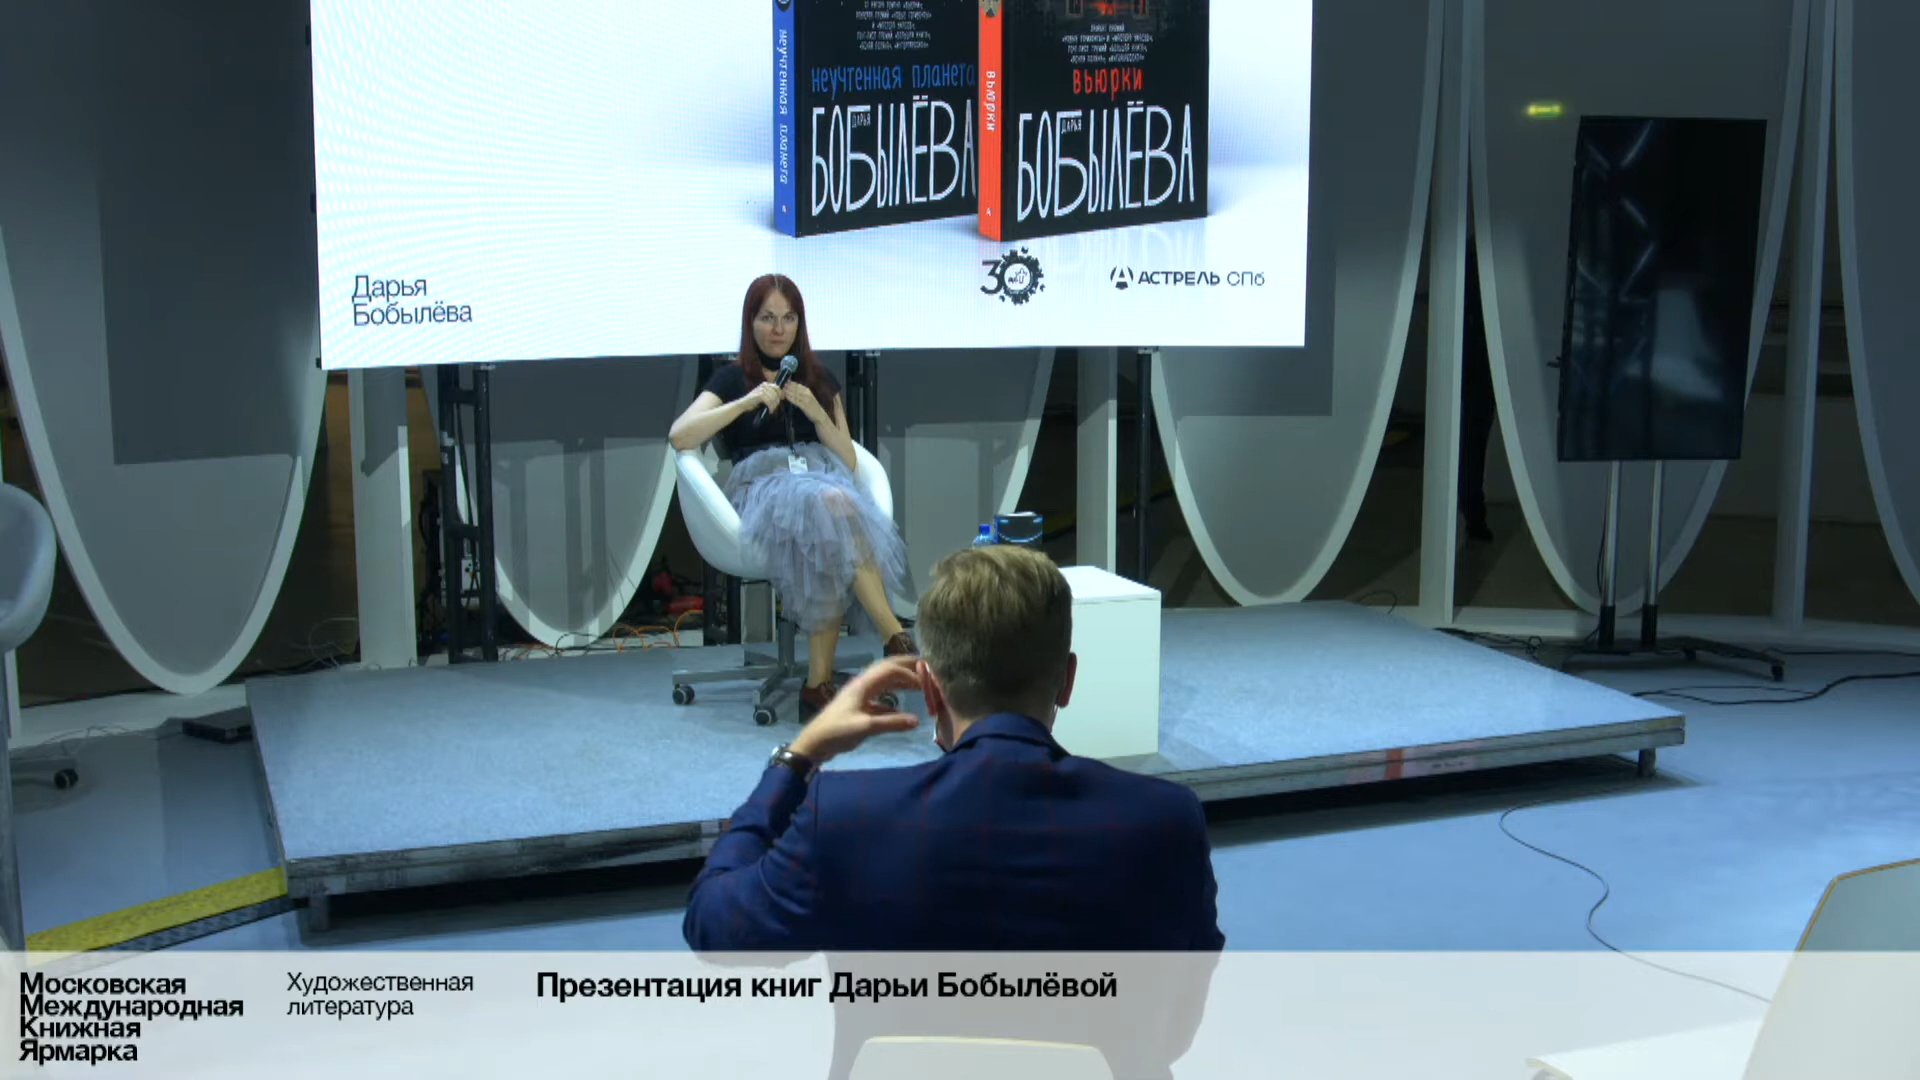 неучтенная планета
ДАРЬЯ
БОБЫЛЁВА
неучтенная планета
вьюрки
ДАРЬЯ
БОБЫЛЁВА
вьюрки
Дарья
Бобылёва
30
АСТРЕЛЬ СПб
Московская
Международная
Книжная
Ярмарка
Художественная
литература
Презентация книг Дарьи Бобылёвой